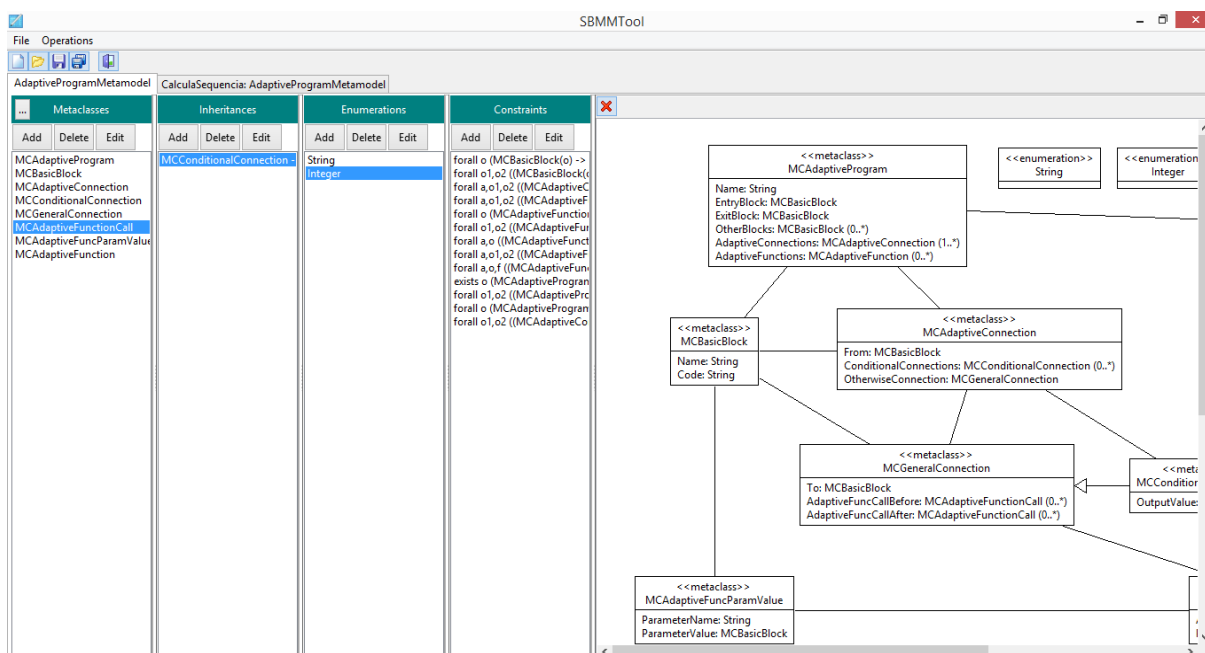 SBMMTool
File Operations
AdaptiveProgramMetamodel CalculaSequencia: AdaptiveProgramMetamodel
... Metaclasses
Add Delete Edit
MCAdaptiveProgram
MCBasicBlock
MCAdaptiveConnection
MCConditionalConnection
MCGeneralConnection
MCAdaptiveFunctionCall
MCAdaptiveFuncParamValue
MCAdaptiveFunction
Inheritances
Add Delete Edit
MCConditionalConnection -
Enumerations
Add Delete Edit
String
Integer
Constraints
Add Delete Edit
forall o (MCBasicBlock(o) ->
forall o1,o2 ((MCBasicBlock(
forall a,o1,o2 ((MCAdaptiveC
forall a,o1,o2 ((MCAdaptiveF
forall o (MCAdaptiveFunction
forall o1,o2 ((MCAdaptiveFun
forall a,o ((MCAdaptiveFunct
forall a,o1,o2 ((MCAdaptiveF
forall a,o,f ((MCAdaptiveFun
exists o (MCAdaptiveProgram
forall o1,o2 ((MCAdaptivePro
forall o (MCAdaptiveProgram
forall o1,o2 ((MCAdaptiveCo
<<metaclass>>
MCAdaptiveProgram
Name: String
EntryBlock: MCBasicBlock
ExitBlock: MCBasicBlock
OtherBlocks: MCBasicBlock (0..*)
AdaptiveConnections: MCAdaptiveConnection (1..*)
AdaptiveFunctions: MCAdaptiveFunction (0..*)
<<enumeration>>
String
<<enumeration
Integer
<<metaclass>>
MCBasicBlock
Name: String
Code: String
<<metaclass>>
MCAdaptiveConnection
From: MCBasicBlock
ConditionalConnections: MCConditionalConnection (0..*)
OtherwiseConnection: MCGeneralConnection
<<metaclass>>
MCGeneralConnection
To: MCBasicBlock
AdaptiveFuncCallBefore: MCAdaptiveFunctionCall (0..*)
AdaptiveFuncCallAfter: MCAdaptiveFunctionCall (0..*)
<<meta
MCCondition
OutputValue:
<<metaclass>>
MCAdaptiveFuncParamValue
ParameterName: String
ParameterValue: MCBasicBlock